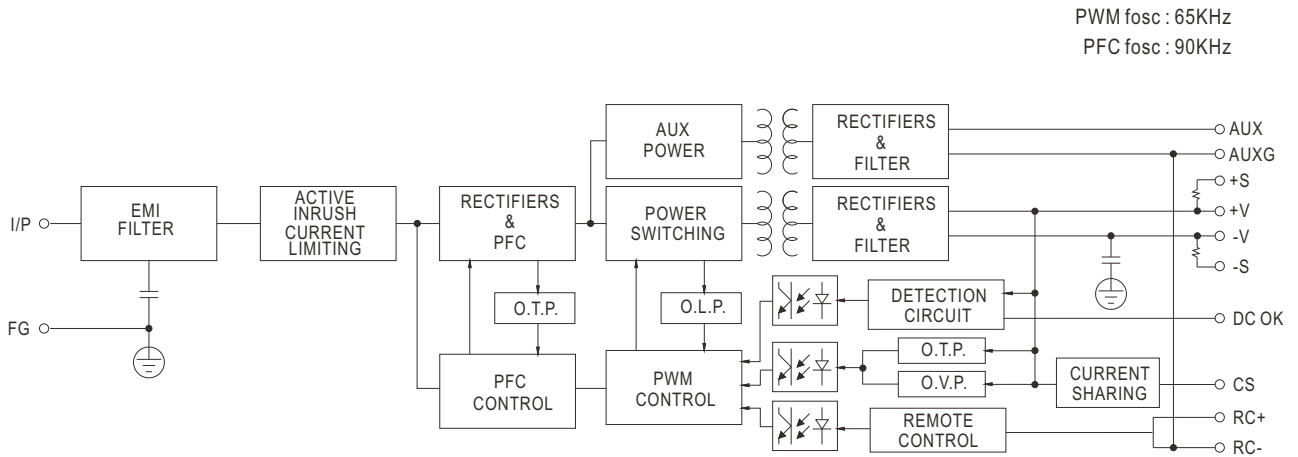 PWM fosc : 65KHz
PFC fosc : 90KHz
AUX
POWER
RECTIFIERS
&
FILTER
AUX
AUXG
+S
I/P
EMI
FILTER
ACTIVE
INRUSH
CURRENT
LIMITING
RECTIFIERS
&
PFC
POWER
SWITCHING
RECTIFIERS
&
FILTER
+V
-V
-S
O.T.P.
O.L.P.
DETECTION
CIRCUIT
DC OK
FG
PFC
CONTROL
PWM
CONTROL
O.T.P.
O.V.P.
CURRENT
SHARING
CS
REMOTE
CONTROL
RC+
RC-